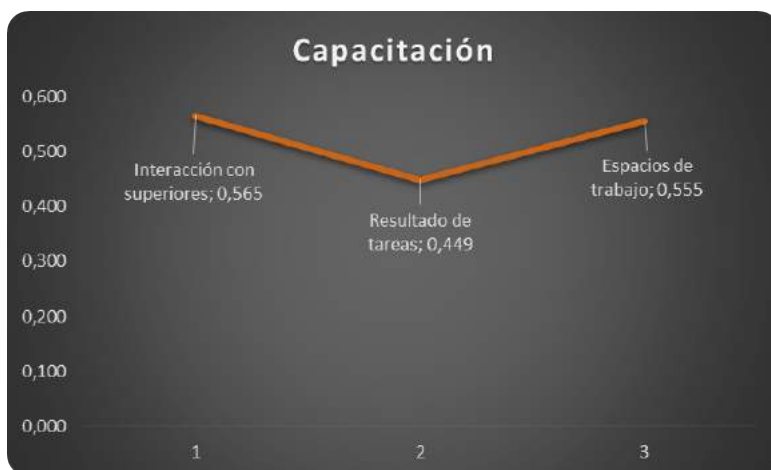 Capacitación
0,600
0,500
0,400
0,300
0,200
0,100
0,000
Interacción con
superiores; 0,565
Resultado de
tareas; 0,449
Espacios de
trabajo; 0,555
1
2
3